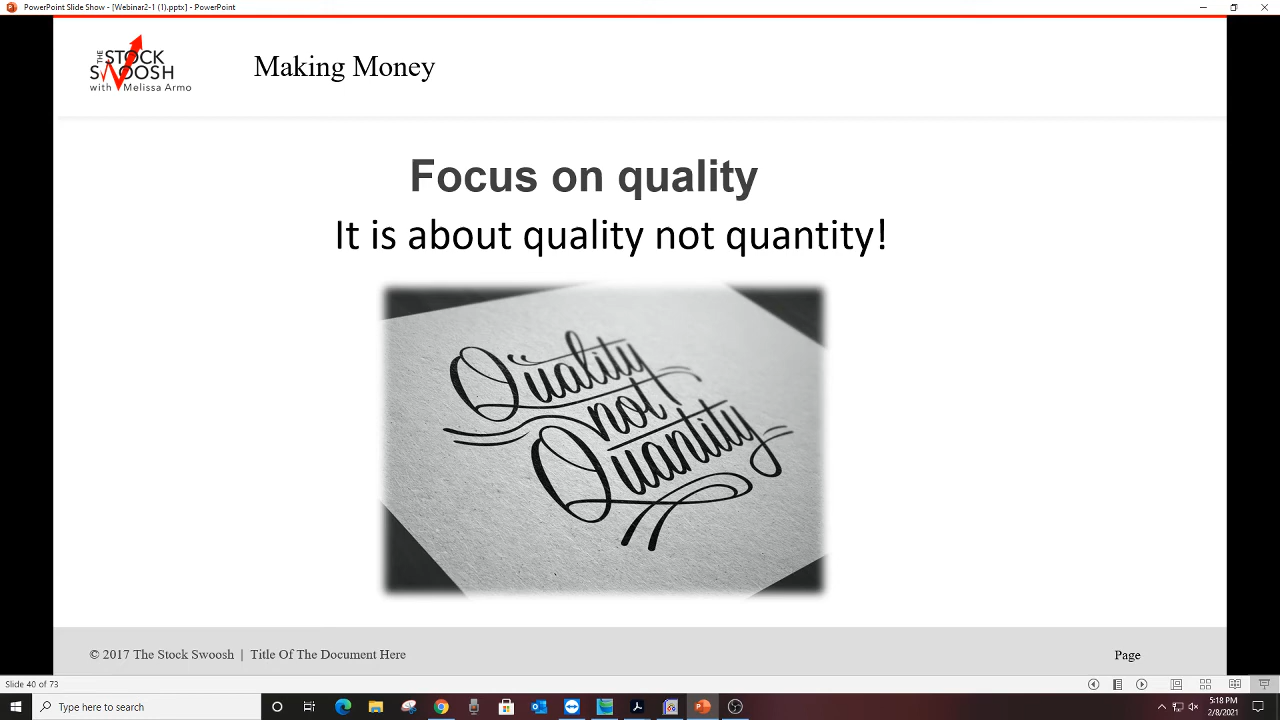 PowerPoint Slide Show - [Webinar2-1 (1).pptx] - PowerPoint
THE
STOCK
SWOOSH
with Melissa Armo
Making Money
Focus on quality
It is about quality not quantity!
Quality
not
Quantity
© 2017 The Stock Swoosh | Title Of The Document Here
Page
Slide 40 of 73
Type here to search
5:18 PM
2/8/2021